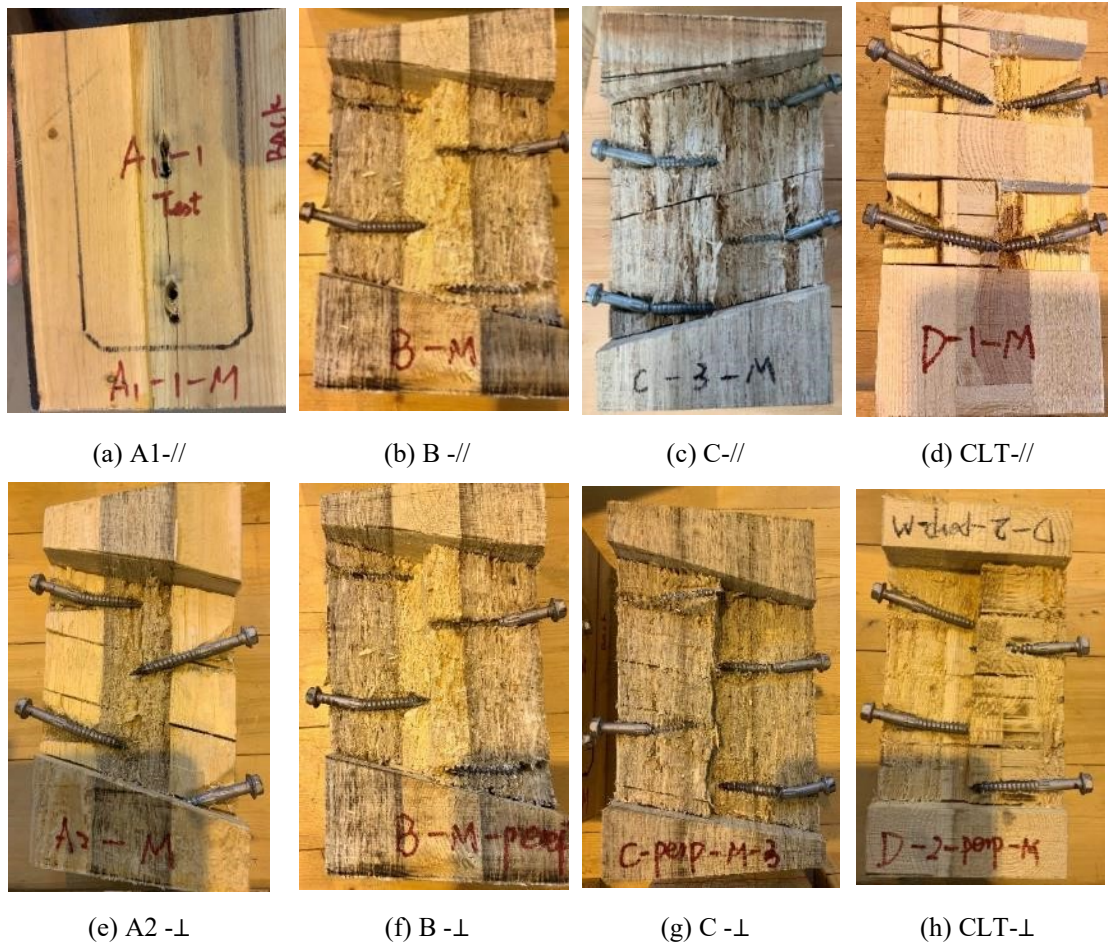 A1-1
Test
Back
A1-1-M
B-M
C-3-M
D-1-M
(a) A1-//
(b) B -//
(c) C-//
(d) CLT-//
D-2-perp-M
A2-M
B-M-prerep
C-perp-M-3
D-2-perp-M
(e) A2 -⊥
(f) B -⊥
(g) C -⊥
(h) CLT-⊥